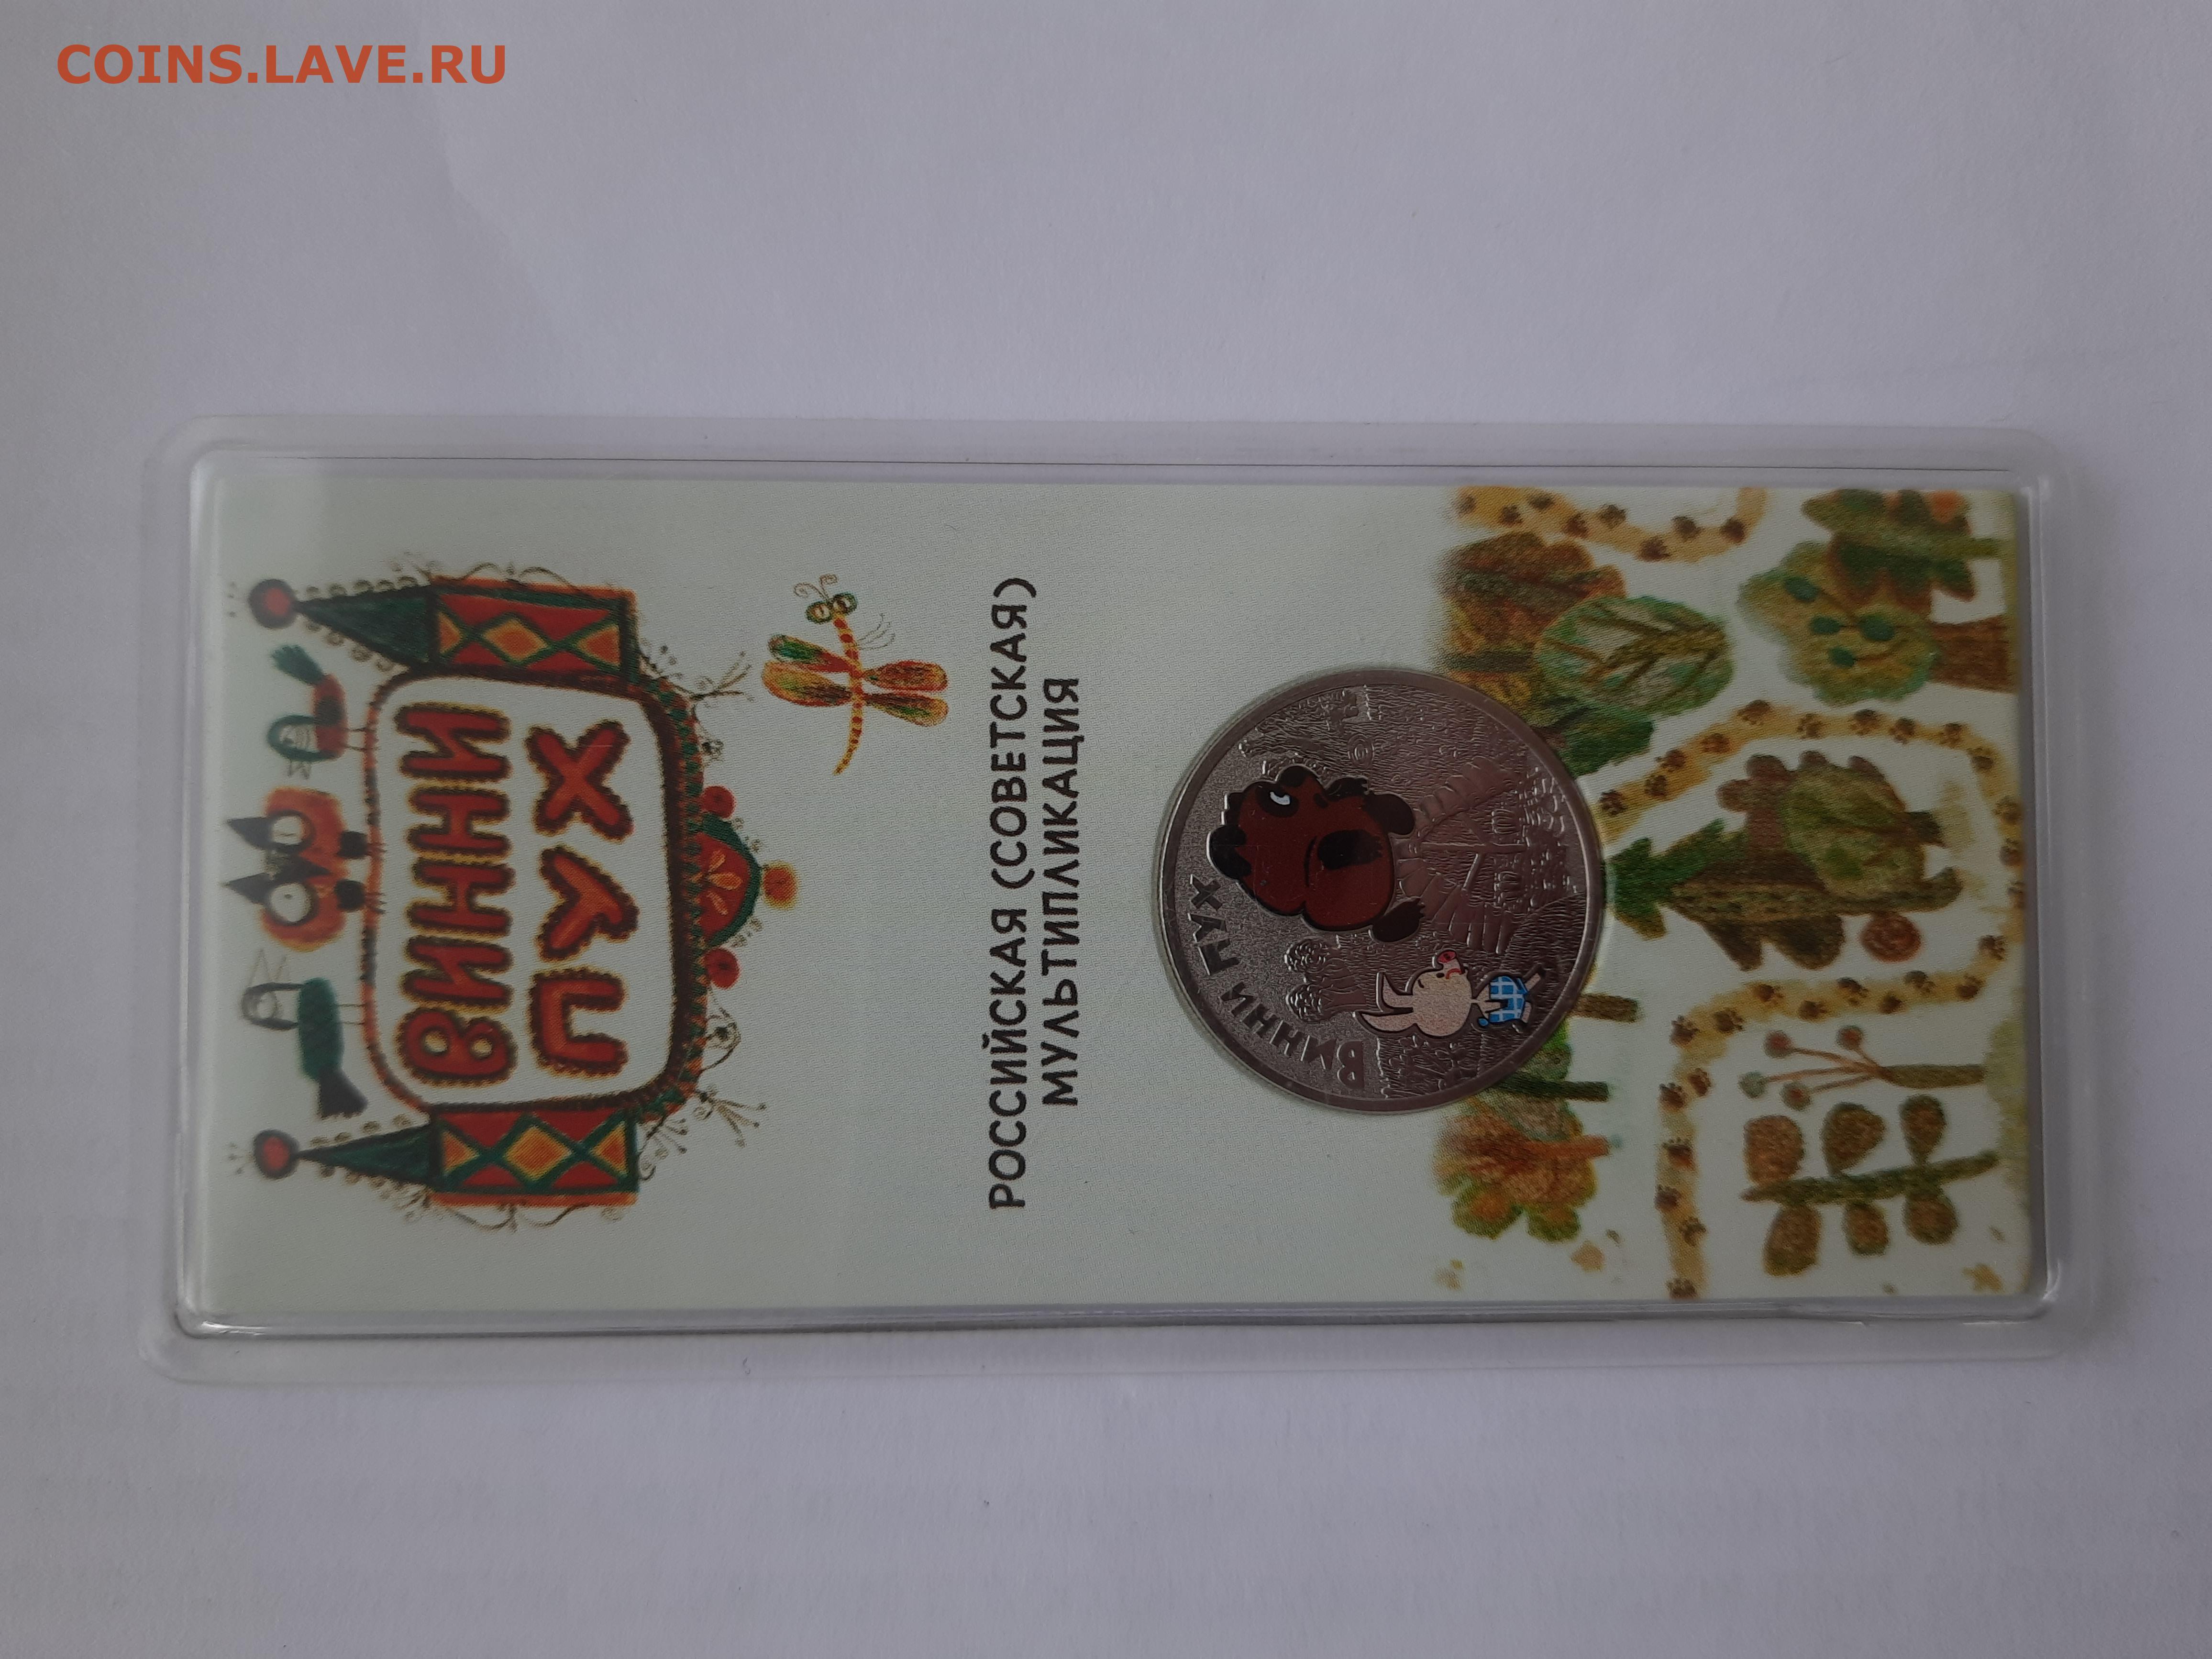 COINS.LAVE.RU
ВИННИ
ПУХ
РОССИЙСКАЯ (СОВЕТСКАЯ)
МУЛЬТИПЛИКАЦИЯ
ВИННИ ПУХ